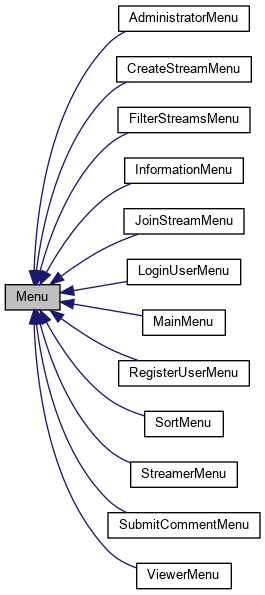 AdministratorMenu
CreateStreamMenu
FilterStreamsMenu
InformationMenu
JoinStreamMenu
LoginUserMenu
Menu
MainMenu
RegisterUserMenu
SortMenu
StreamerMenu
SubmitCommentMenu
ViewerMenu